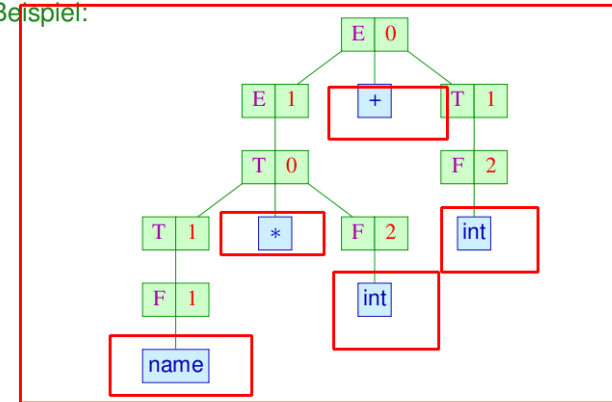 Beispiel:
E 0
E 1 + T 1
T 0 F 2
T 1 * F 2 int
F 1 int
name